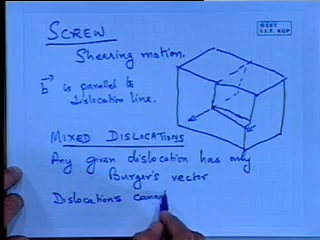 SCREW
© CET
I.I.T. KGP
Shearing motion.
b is parallel to
dislocation line.
MIXED DISLOCATIONS
Any given dislocation has only
Burger's vector
Dislocations cann